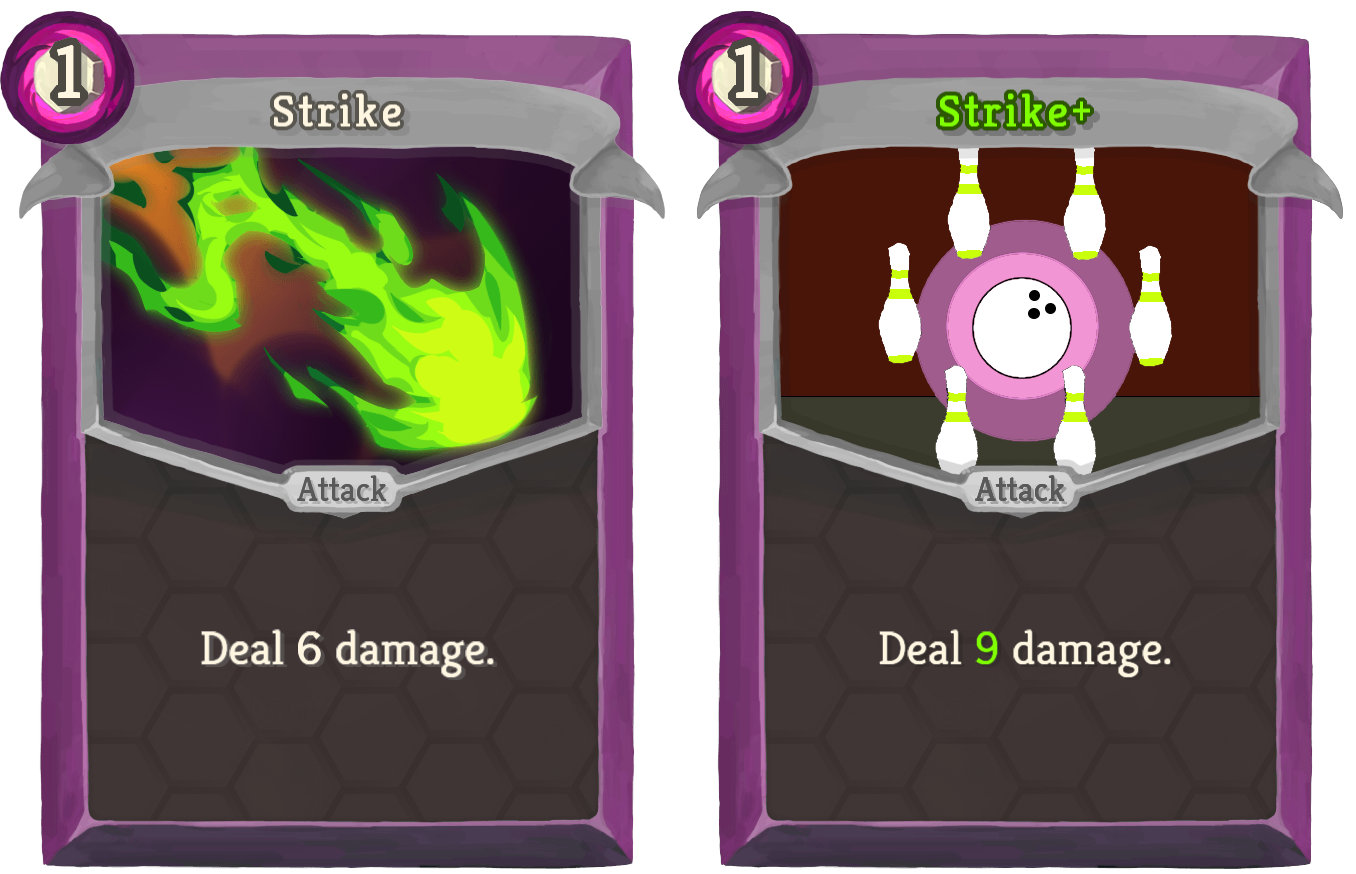 1
Strike
Attack
Deal 6 damage.
1
Strike+
Attack
Deal 9 damage.